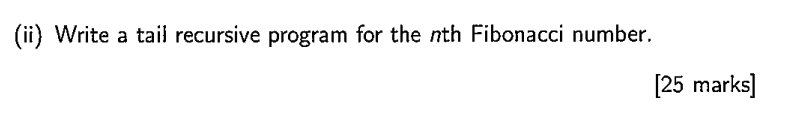 (ii) Write a tail recursive program for the nth Fibonacci number.
[25 marks]